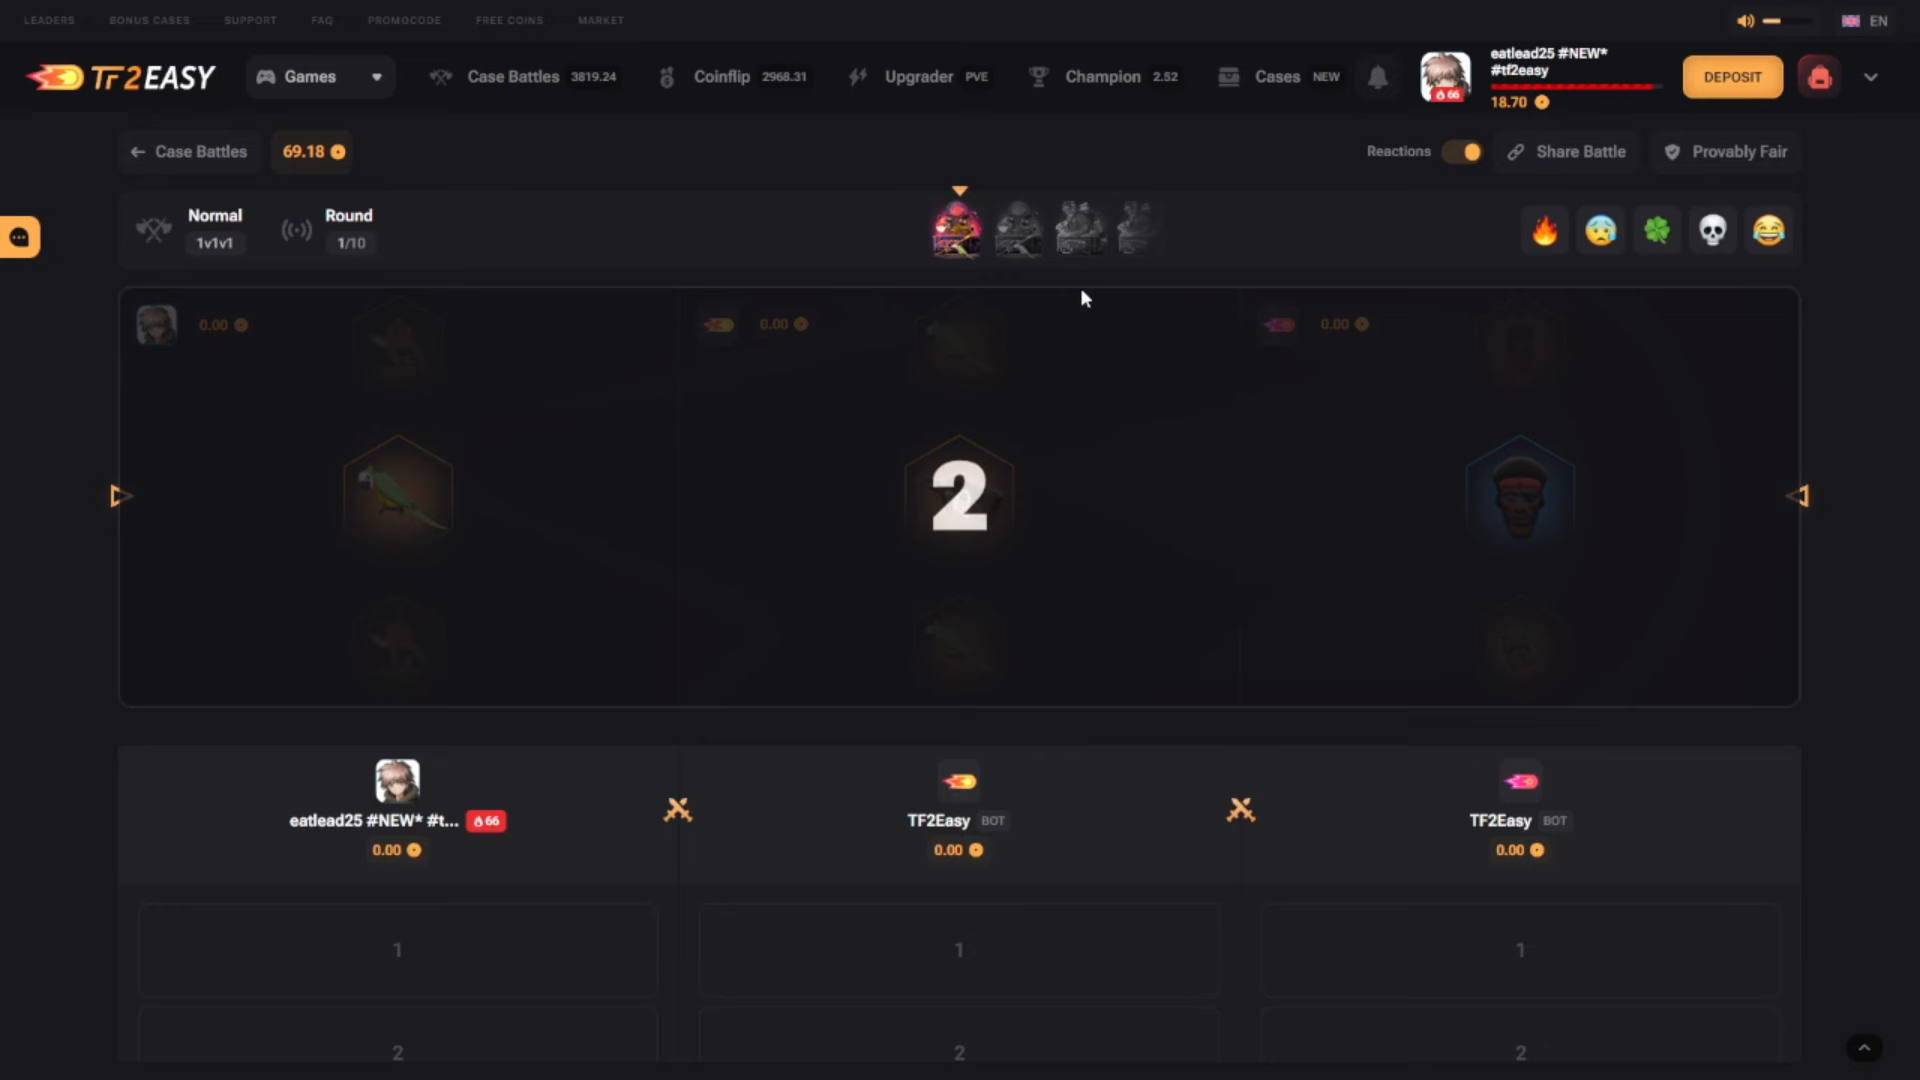 LEADERS BONUS CASES SUPPORT FAQ PROMOCODE FREE COINS MARKET EN
TF2EASY Games Case Battles 3819.24 Coinflip 2968.31 Upgrader PVE Champion 2.52 Cases NEW
66
eatlead25 #NEW*
#tf2easy
18.70
DEPOSIT
Case Battles 69.18 Reactions Share Battle Provably Fair
Normal
1v1v1
Round
1/10
0.00 0.00 0.00
2
eatlead25 #NEW* #t... 66 TF2Easy BOT TF2Easy BOT
0.00 0.00 0.00
1 1 1
2 2 2